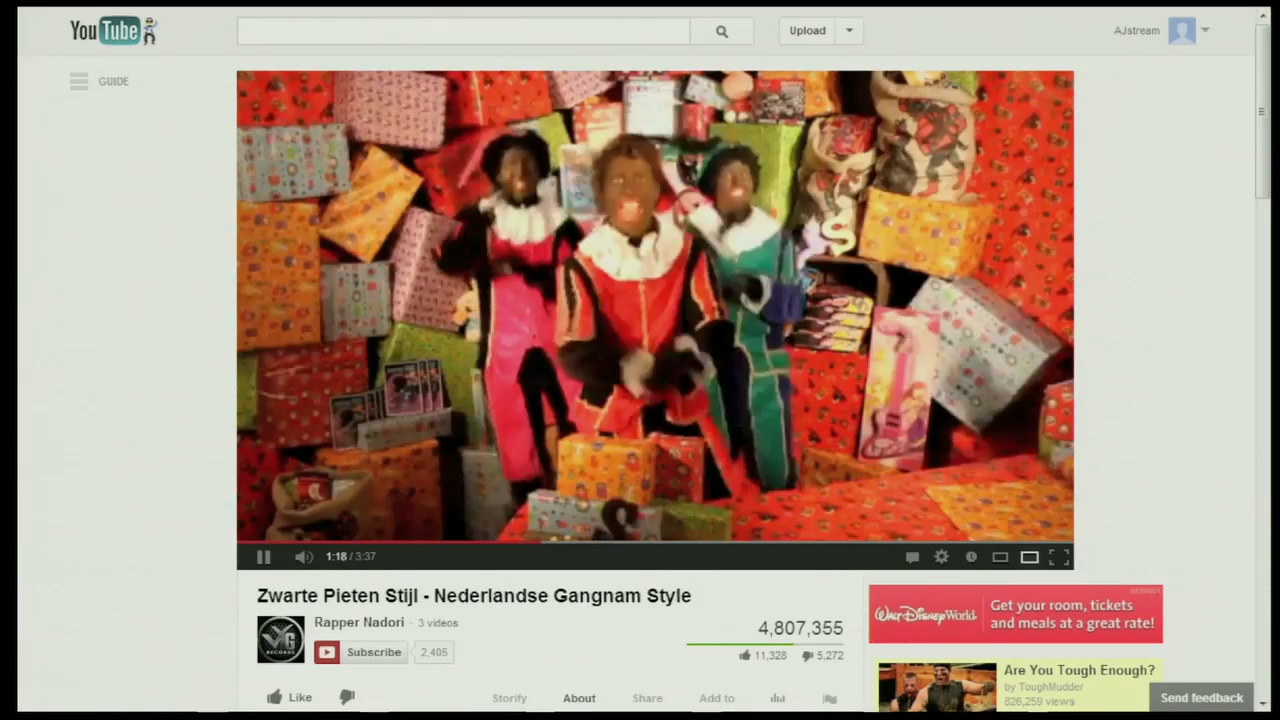 YouTube
Upload
AJstream
GUIDE
1:18 / 3:37
Zwarte Pieten Stijl - Nederlandse Gangnam Style
Rapper Nadori · 3 videos
VG
RECORDS
Subscribe 2,405
4,807,355
11,328 5,272
Like
Storify About Share Add to
WALT DISNEY World
Get your room, tickets
and meals at a great rate!
Are You Tough Enough?
by ToughMudder
826,259 views
Send feedback